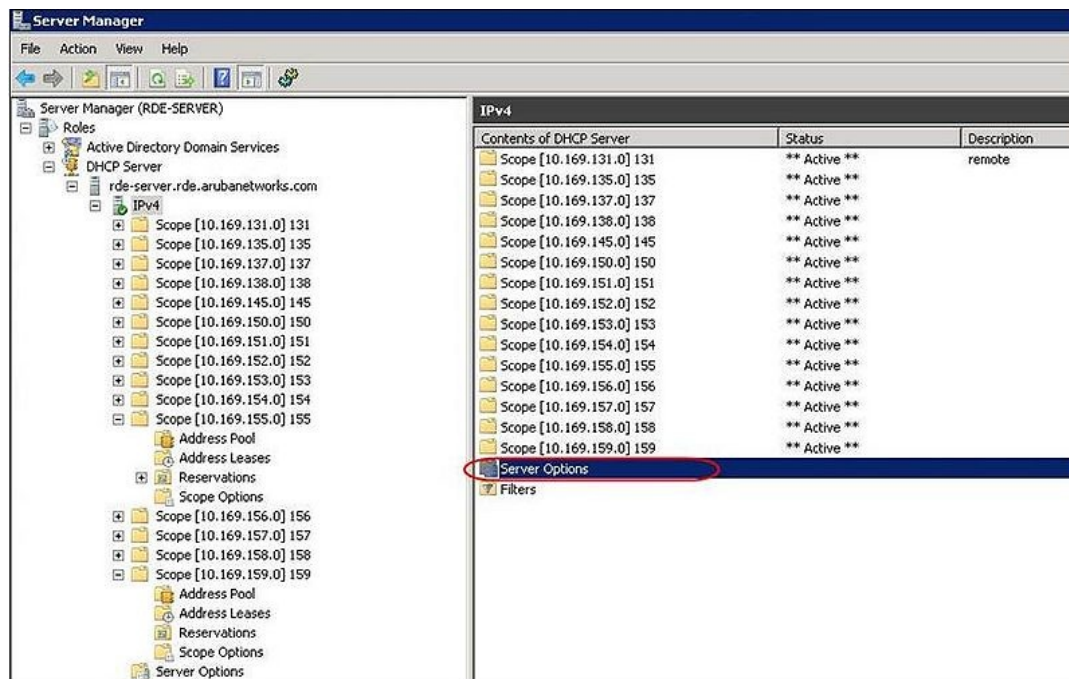 Server Manager
File Action View Help
Server Manager (RDE-SERVER)
Roles
Active Directory Domain Services
DHCP Server
rde-server.rde.arubanetworks.com
IPv4
Scope [10.169.131.0] 131
Scope [10.169.135.0] 135
Scope [10.169.137.0] 137
Scope [10.169.138.0] 138
Scope [10.169.145.0] 145
Scope [10.169.150.0] 150
Scope [10.169.151.0] 151
Scope [10.169.152.0] 152
Scope [10.169.153.0] 153
Scope [10.169.154.0] 154
Scope [10.169.155.0] 155
Address Pool
Address Leases
Reservations
Scope Options
Scope [10.169.156.0] 156
Scope [10.169.157.0] 157
Scope [10.169.158.0] 158
Scope [10.169.159.0] 159
Address Pool
Address Leases
Reservations
Scope Options
Server Options
IPv4
Contents of DHCP Server Status Description
Scope [10.169.131.0] 131 ** Active ** remote
Scope [10.169.135.0] 135 ** Active **
Scope [10.169.137.0] 137 ** Active **
Scope [10.169.138.0] 138 ** Active **
Scope [10.169.145.0] 145 ** Active **
Scope [10.169.150.0] 150 ** Active **
Scope [10.169.151.0] 151 ** Active **
Scope [10.169.152.0] 152 ** Active **
Scope [10.169.153.0] 153 ** Active **
Scope [10.169.154.0] 154 ** Active **
Scope [10.169.155.0] 155 ** Active **
Scope [10.169.156.0] 156 ** Active **
Scope [10.169.157.0] 157 ** Active **
Scope [10.169.158.0] 158 ** Active **
Scope [10.169.159.0] 159 ** Active **
Server Options
Filters